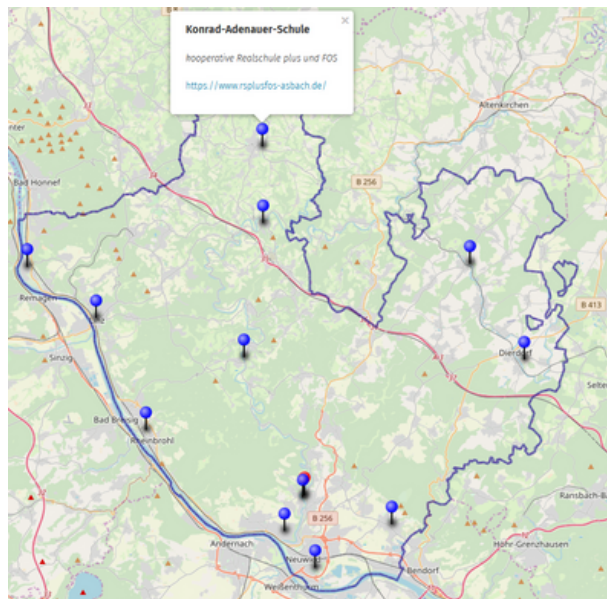 ×
Konrad-Adenauer-Schule
hooperative Realschule plus und FOS
https://www.rsplusfos-asbach.de/
Altenkirchen
Bad Honnef
B 256
Remagen
B 413
Sinzig
Dierdorf
Bad Breisig
Rheinbrohl
Ransbach-Ba
B 256
Andernach
Neuwied
Höhr-Grenzhausen
Bendorf
Weißenthurm